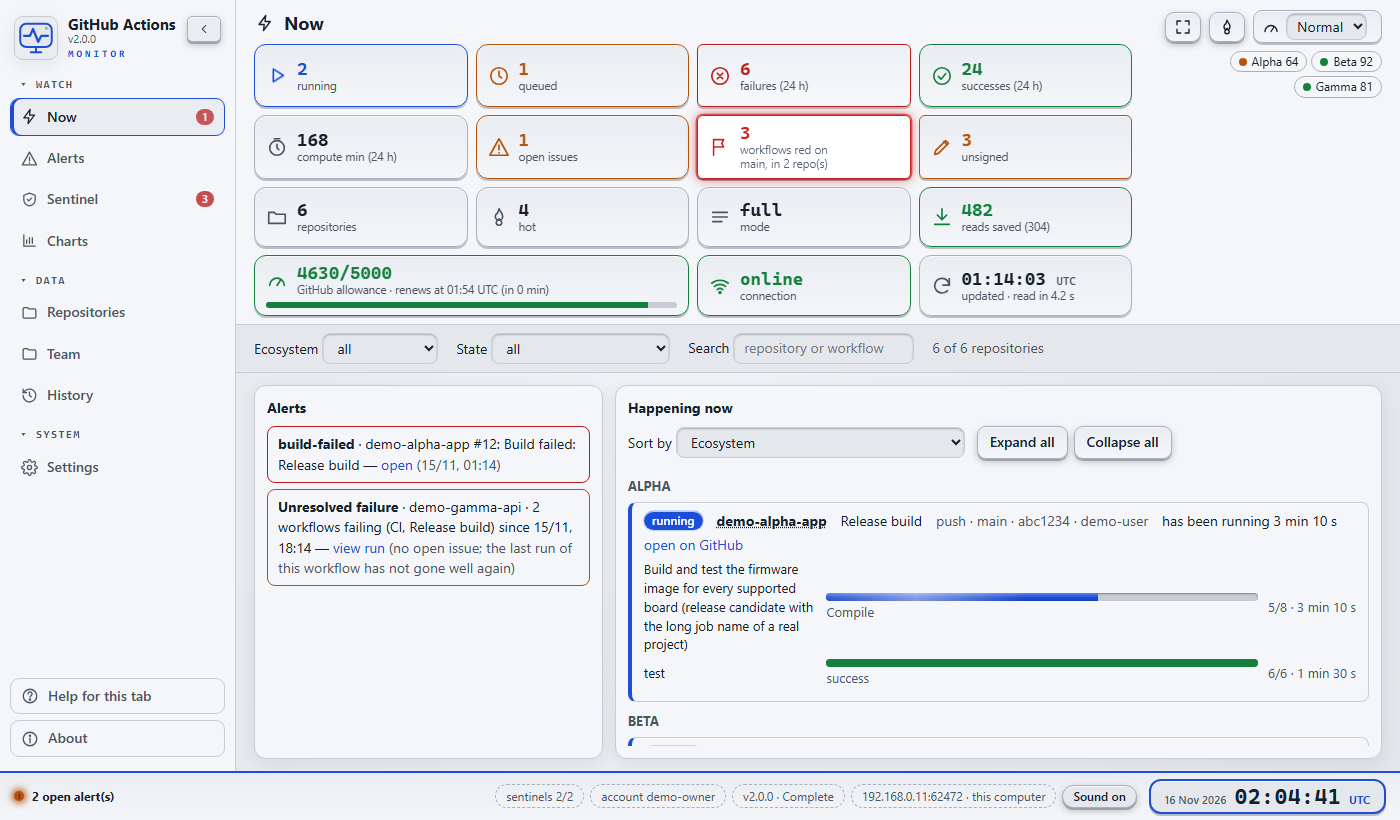 GitHub Actions
v2.0.0
MONITOR
WATCH
Now 1
Alerts
Sentinel 3
Charts
DATA
Repositories
Team
History
SYSTEM
Settings
Help for this tab
About
Now
Normal
Alpha 64
Beta 92
Gamma 81
2
running
1
queued
6
failures (24 h)
24
successes (24 h)
168
compute min (24 h)
1
open issues
3
workflows red on
main, in 2 repo(s)
3
unsigned
6
repositories
4
hot
full
mode
482
reads saved (304)
4630/5000
GitHub allowance · renews at 01:54 UTC (in 0 min)
online
connection
01:14:03 UTC
updated · read in 4.2 s
Ecosystem all State all Search repository or workflow 6 of 6 repositories
Alerts
build-failed · demo-alpha-app #12: Build failed:
Release build — open (15/11, 01:14)
Unresolved failure · demo-gamma-api · 2
workflows failing (CI, Release build) since 15/11,
18:14 — view run (no open issue; the last run of
this workflow has not gone well again)
Happening now
Sort by Ecosystem Expand all Collapse all
ALPHA
running demo-alpha-app Release build push · main · abc1234 · demo-user has been running 3 min 10 s
open on GitHub
Build and test the firmware
image for every supported
board (release candidate with
the long job name of a real
project)
Compile
5/8 · 3 min 10 s
test
success
6/6 · 1 min 30 s
BETA
2 open alert(s)
sentinels 2/2
account demo-owner
v2.0.0 · Complete
192.168.0.11:62472 · this computer
Sound on
16 Nov 2026 02:04:41 UTC